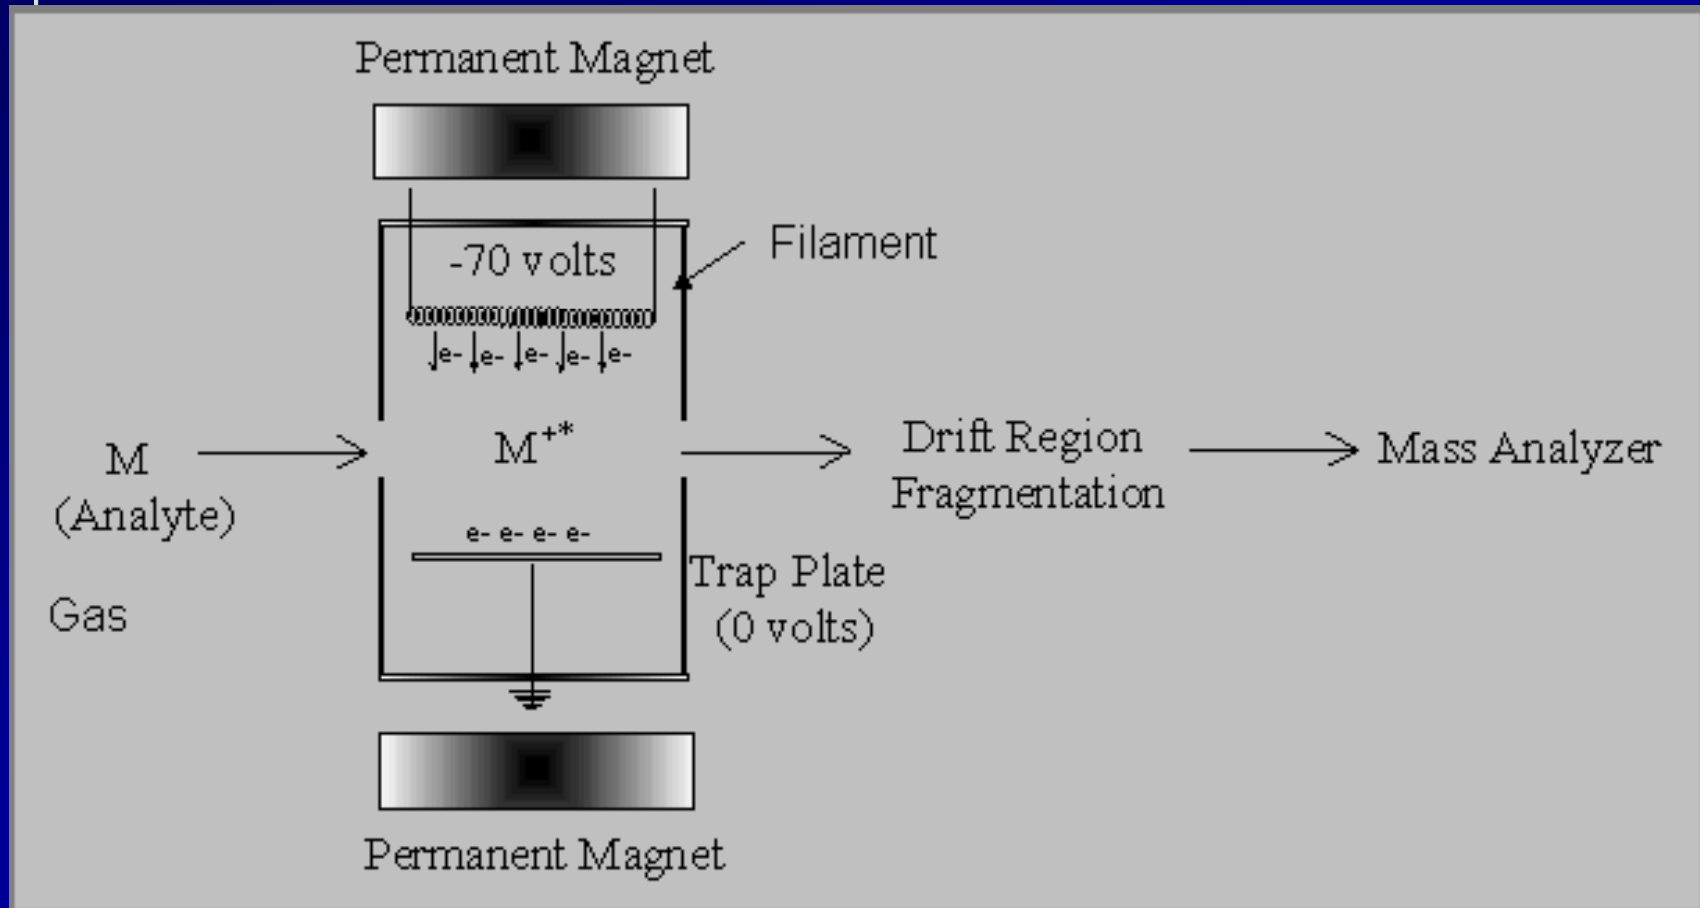 Permanent Magnet
-70 volts
Filament
e- e- e- e- e-
M
(Analyte)
M+*
Drift Region
Fragmentation
Mass Analyzer
e- e- e- e-
Trap Plate
(0 volts)
Gas
Permanent Magnet